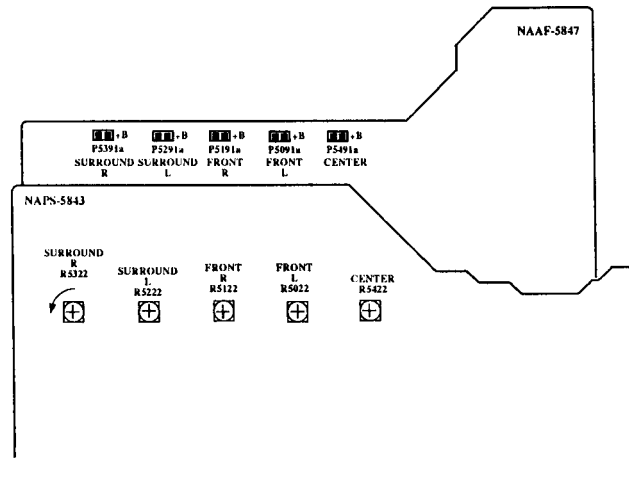 NAAF-5847
+B +B +B +B +B
P5391a P5291a P5191a P5091a P5491a
SURROUND SURROUND FRONT FRONT CENTER
R L R L
NAPS-5843
SURROUND
R
R5322
SURROUND
L
R5222
FRONT
R
R5122
FRONT
L
R5022
CENTER
R5422